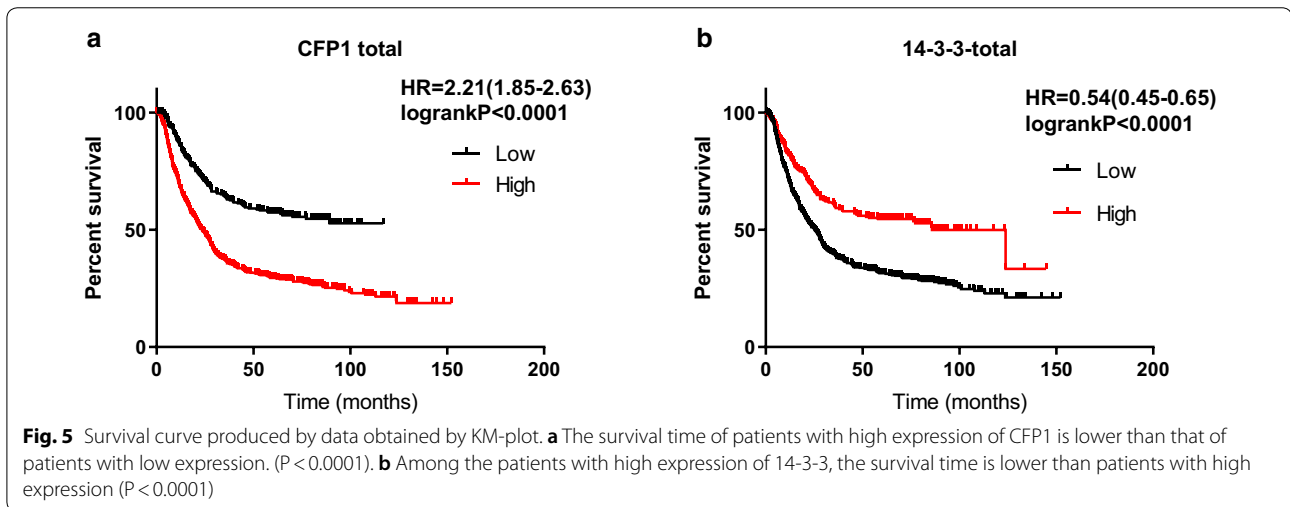 a
CFP1 total
HR=2.21(1.85-2.63)
logrankP<0.0001
Low
High
Percent survival
100
50
0
0 50 100 150 200
Time (months)
b
14-3-3-total
HR=0.54(0.45-0.65)
logrankP<0.0001
Low
High
Percent survival
100
50
0
0 50 100 150 200
Time (months)
Fig. 5 Survival curve produced by data obtained by KM-plot. a The survival time of patients with high expression of CFP1 is lower than that of
patients with low expression. (P < 0.0001). b Among the patients with high expression of 14-3-3, the survival time is lower than patients with high
expression (P < 0.0001)